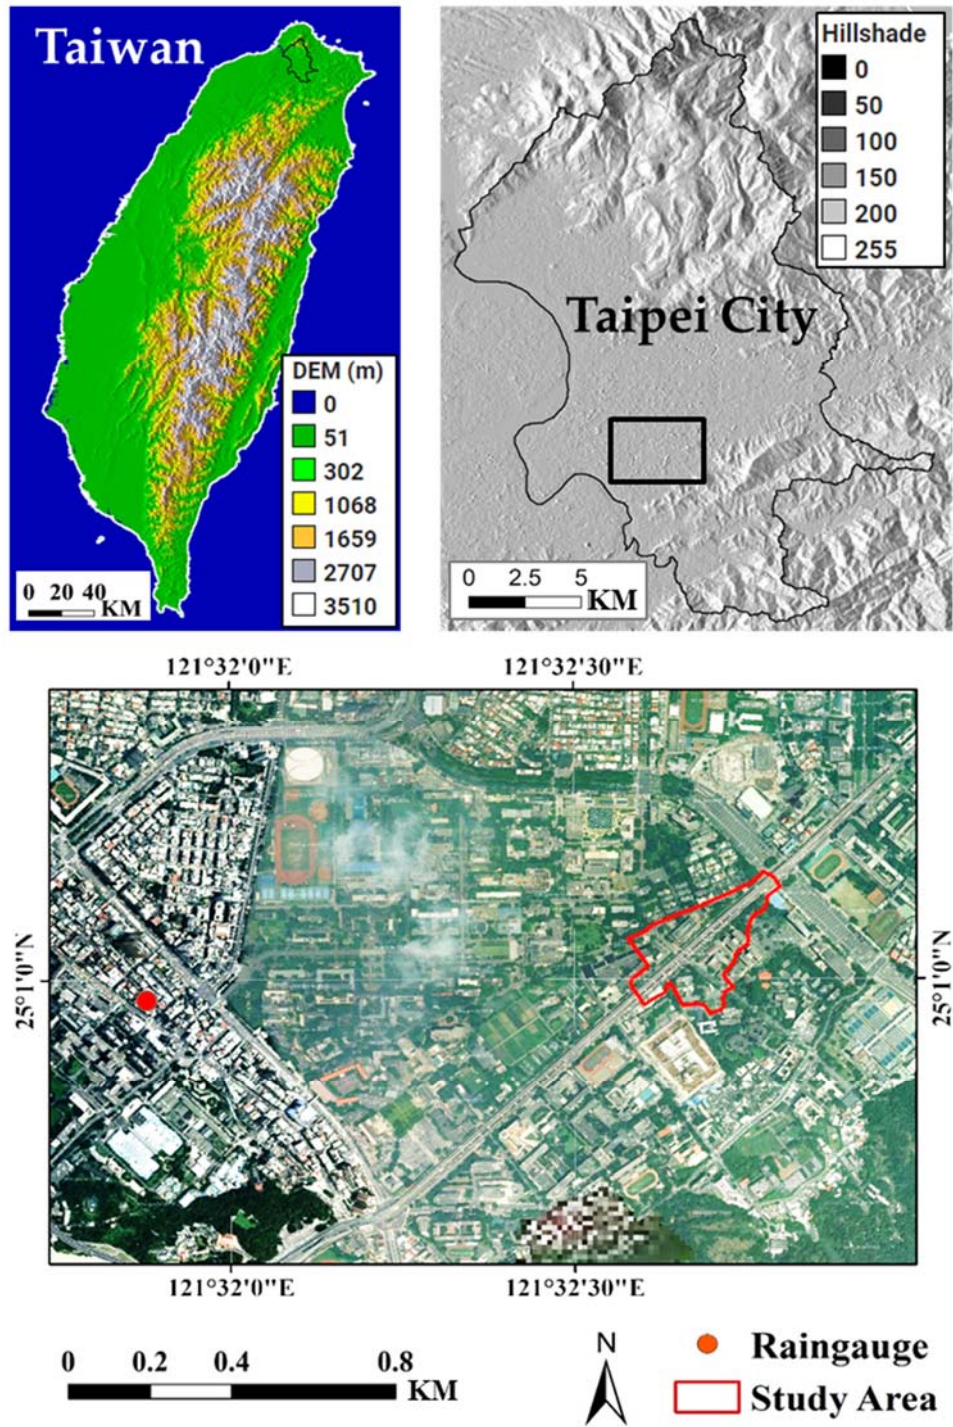 Taiwan
DEM (m)
0
51
302
1068
1659
2707
3510
0 20 40
KM
Hillshade
0
50
100
150
200
255
Taipei City
0 2.5 5
KM
121°32'0"E 121°32'30"E
25°1'0"N
25°1'0"N
121°32'0"E 121°32'30"E
0 0.2 0.4 0.8
KM
N
Raingauge
Study Area